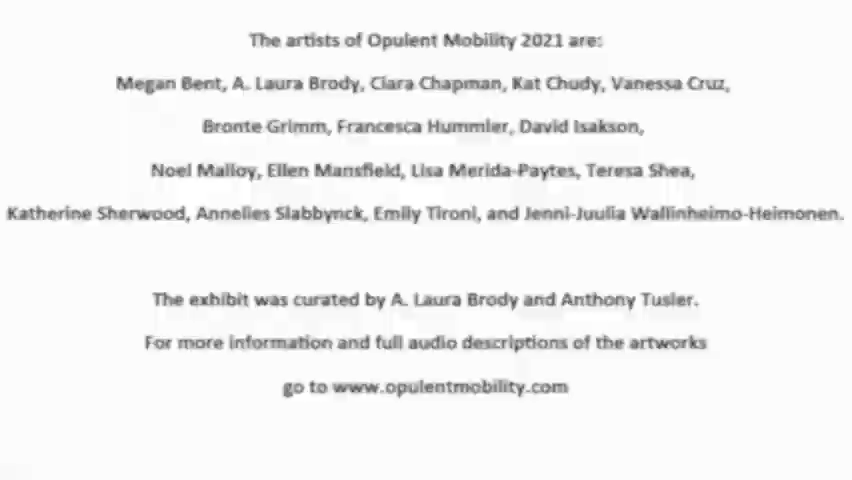 The artists of Opulent Mobility 2021 are:
Megan Bent, A. Laura Brody, Ciara Chapman, Kat Chudy, Vanessa Cruz,
Bronte Grimm, Francesca Hummler, David Isakson,
Noel Malloy, Ellen Mansfield, Lisa Merida-Paytes, Teresa Shea,
Katherine Sherwood, Annelies Slabbynck, Emily Tironi, and Jenni-Juulia Wallinheimo-Heimonen.
The exhibit was curated by A. Laura Brody and Anthony Tusler.
For more information and full audio descriptions of the artworks
go to www.opulentmobility.com